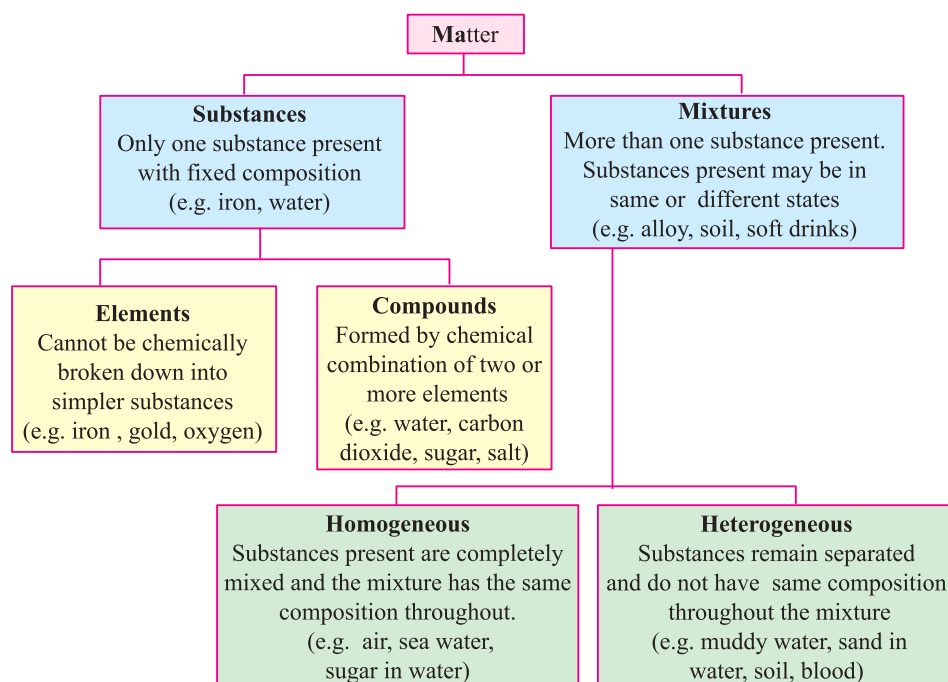 Matter
Substances
Only one substance present
with fixed composition
(e.g. iron, water)
Mixtures
More than one substance present.
Substances present may be in
same or different states
(e.g. alloy, soil, soft drinks)
Elements
Cannot be chemically
broken down into
simpler substances
(e.g. iron , gold, oxygen)
Compounds
Formed by chemical
combination of two or
more elements
(e.g. water, carbon
dioxide, sugar, salt)
Homogeneous
Substances present are completely
mixed and the mixture has the same
composition throughout.
(e.g. air, sea water,
sugar in water)
Heterogeneous
Substances remain separated
and do not have same composition
throughout the mixture
(e.g. muddy water, sand in
water, soil, blood)